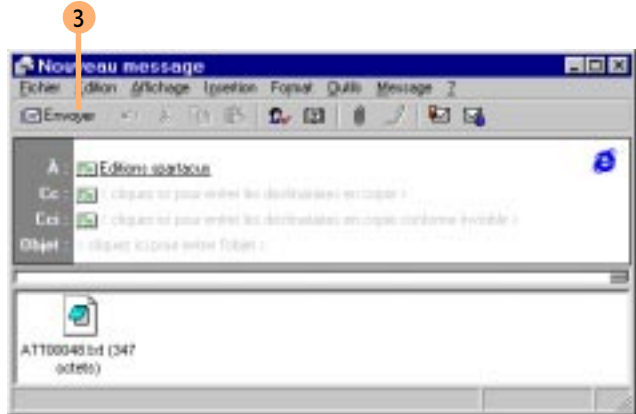 3
Nouveau message
Fichier Edition Affichage Insertion Format Outils Message ?
Envoyer
À : Editions spartacus
Cc : < cliquez ici pour entrer les destinataires en copie >
Cci : < cliquez ici pour entrer les destinataires en copie conforme invisible >
Objet : < cliquez ici pour entrer l'objet >
ATT00048.txt (347
octets)